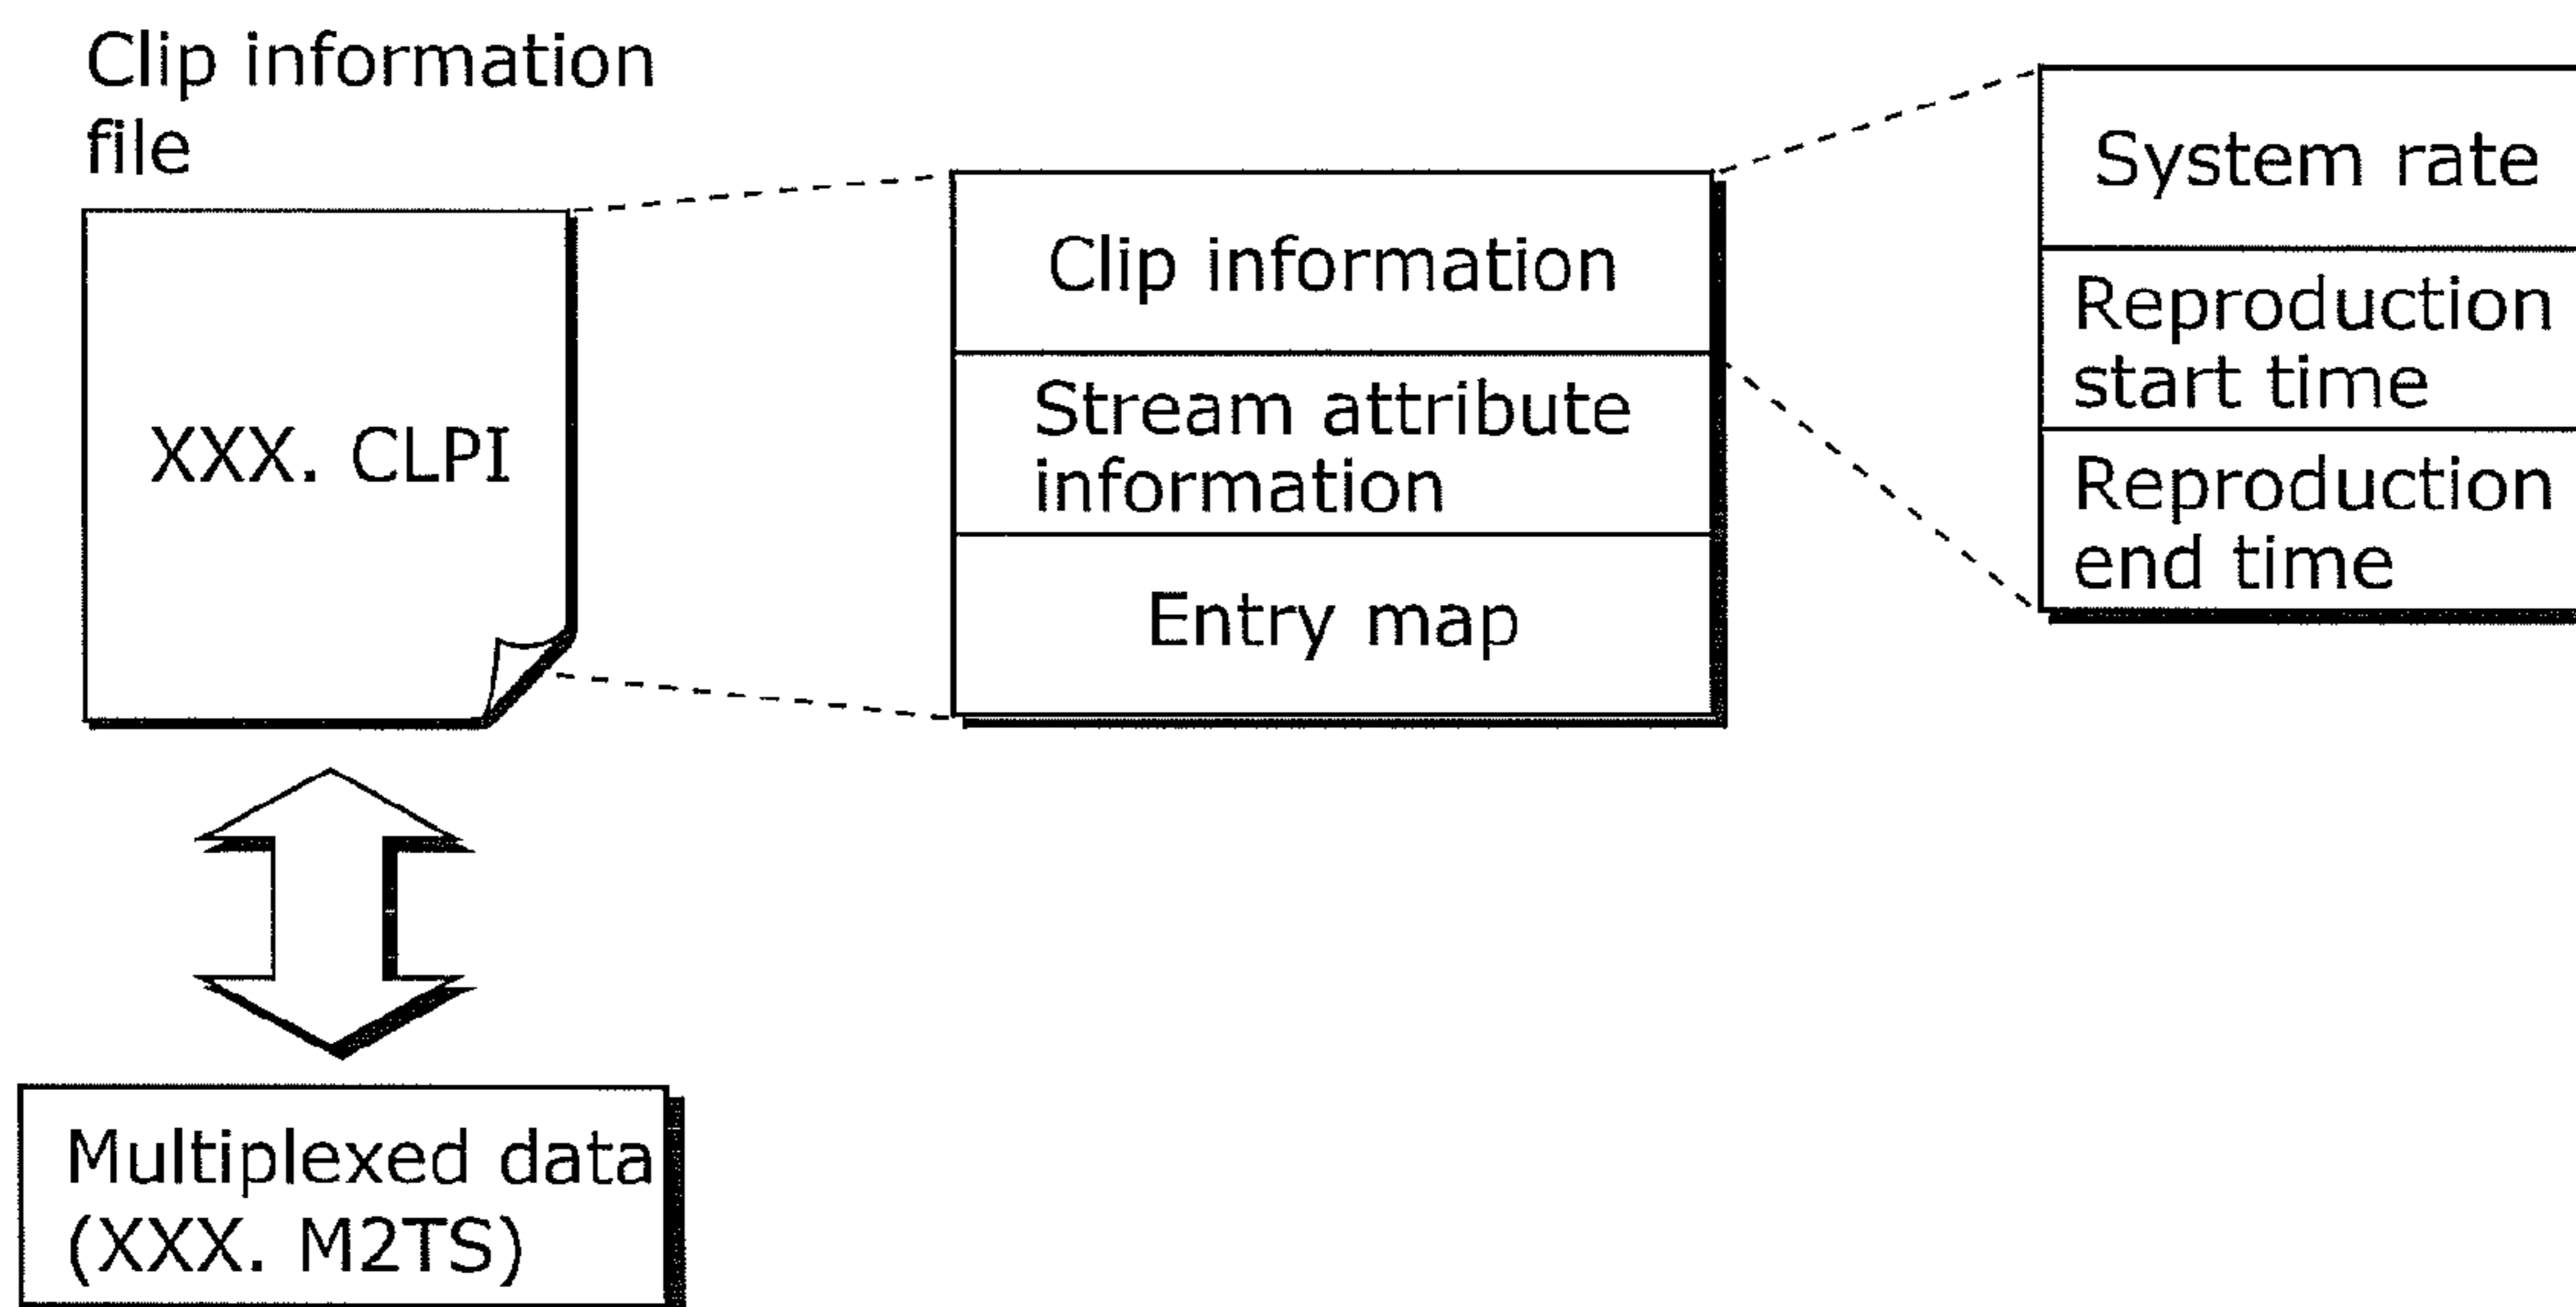 Clip information
file
XXX. CLPI
Clip information
Stream attribute
information
Entry map
System rate
Reproduction
start time
Reproduction
end time
Multiplexed data
(XXX. M2TS)